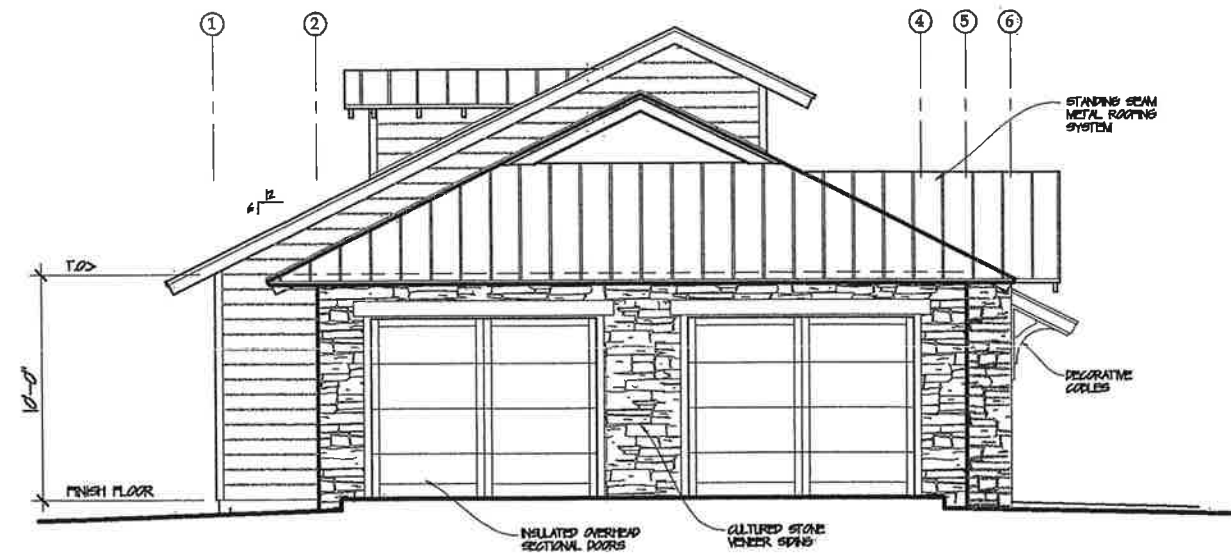 1
2
4
5
6
STANDING SEAM
METAL ROOFING
SYSTEM
12
6
T.O.S
10'-0"
DECORATIVE
COBLES
FINISH FLOOR
INSULATED OVERHEAD
SECTIONAL DOORS
CULTURED STONE
VENEER SIDING